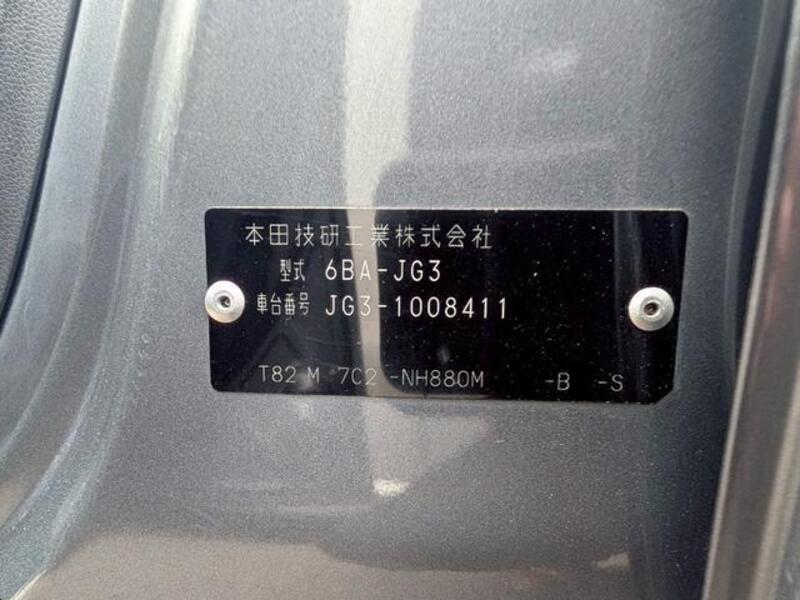 本田技研工業株式会社
型式 6BA-JG3
車台番号 JG3-1008411
T82 M 7C2 -NH880M -B -S